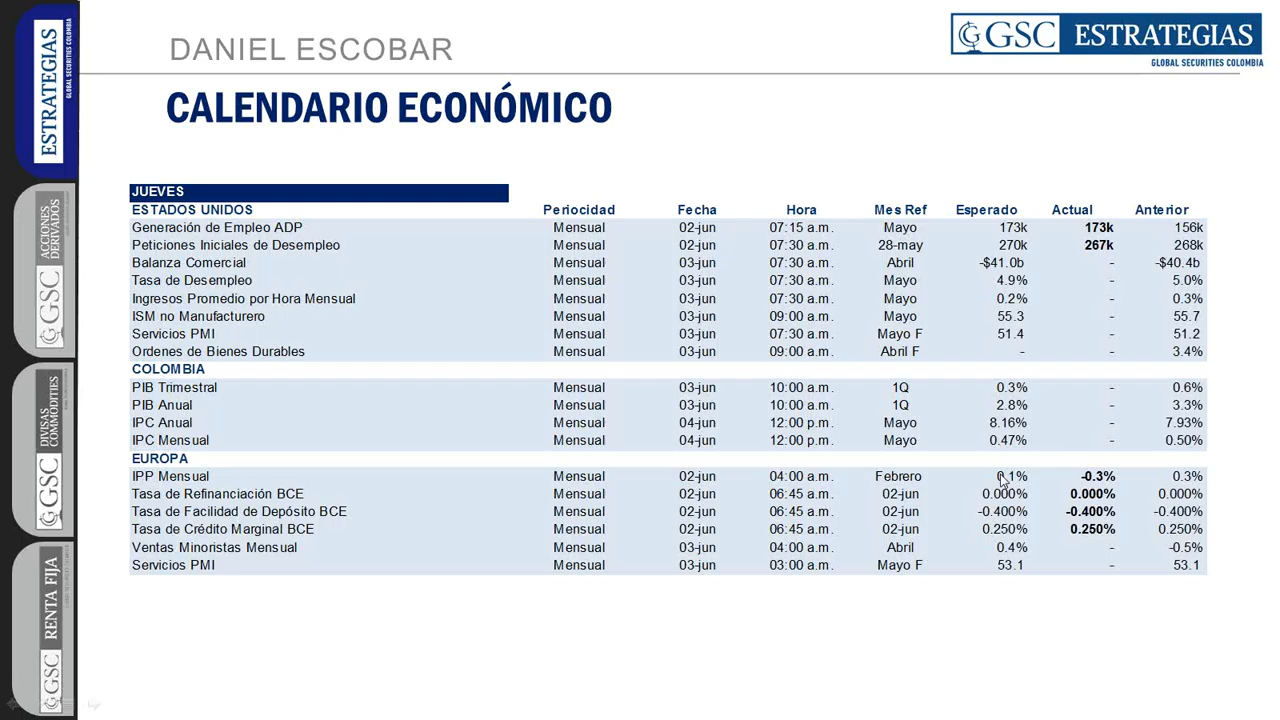 DANIEL ESCOBAR
GSC ESTRATEGIAS
GLOBAL SECURITIES COLOMBIA
CALENDARIO ECONÓMICO
ESTRATEGIAS
GLOBAL SECURITIES COLOMBIA
GSC ACCIONES DERIVADOS
GSC DIVISAS COMMODITIES
GSC RENTA FIJA
JUEVES
ESTADOS UNIDOS Periocidad Fecha Hora Mes Ref Esperado Actual Anterior
Generación de Empleo ADP Mensual 02-jun 07:15 a.m. Mayo 173k 173k 156k
Peticiones Iniciales de Desempleo Mensual 02-jun 07:30 a.m. 28-may 270k 267k 268k
Balanza Comercial Mensual 03-jun 07:30 a.m. Abril -$41.0b - -$40.4b
Tasa de Desempleo Mensual 03-jun 07:30 a.m. Mayo 4.9% - 5.0%
Ingresos Promedio por Hora Mensual Mensual 03-jun 07:30 a.m. Mayo 0.2% - 0.3%
ISM no Manufacturero Mensual 03-jun 09:00 a.m. Mayo 55.3 - 55.7
Servicios PMI Mensual 03-jun 07:30 a.m. Mayo F 51.4 - 51.2
Ordenes de Bienes Durables Mensual 03-jun 09:00 a.m. Abril F - - 3.4%
COLOMBIA
PIB Trimestral Mensual 03-jun 10:00 a.m. 1Q 0.3% - 0.6%
PIB Anual Mensual 03-jun 10:00 a.m. 1Q 2.8% - 3.3%
IPC Anual Mensual 04-jun 12:00 p.m. Mayo 8.16% - 7.93%
IPC Mensual Mensual 04-jun 12:00 p.m. Mayo 0.47% - 0.50%
EUROPA
IPP Mensual Mensual 02-jun 04:00 a.m. Febrero 0.1% -0.3% 0.3%
Tasa de Refinanciación BCE Mensual 02-jun 06:45 a.m. 02-jun 0.000% 0.000% 0.000%
Tasa de Facilidad de Depósito BCE Mensual 02-jun 06:45 a.m. 02-jun -0.400% -0.400% -0.400%
Tasa de Crédito Marginal BCE Mensual 02-jun 06:45 a.m. 02-jun 0.250% 0.250% 0.250%
Ventas Minoristas Mensual Mensual 03-jun 04:00 a.m. Abril 0.4% - -0.5%
Servicios PMI Mensual 03-jun 03:00 a.m. Mayo F 53.1 - 53.1